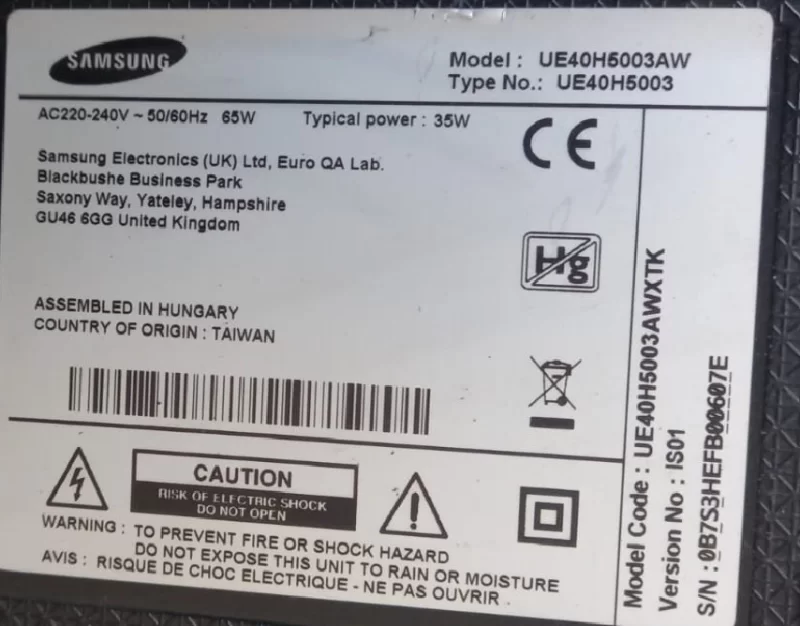 SAMSUNG
Model : UE40H5003AW
Type No.: UE40H5003
AC220-240V ~ 50/60Hz 65W Typical power : 35W
Samsung Electronics (UK) Ltd, Euro QA Lab.
Blackbushe Business Park
Saxony Way, Yateley, Hampshire
GU46 6GG United Kingdom
CE
Hg
ASSEMBLED IN HUNGARY
COUNTRY OF ORIGIN : TAIWAN
CAUTION
RISK OF ELECTRIC SHOCK
DO NOT OPEN
WARNING : TO PREVENT FIRE OR SHOCK HAZARD
DO NOT EXPOSE THIS UNIT TO RAIN OR MOISTURE
AVIS : RISQUE DE CHOC ELECTRIQUE - NE PAS OUVRIR
Model Code : UE40H5003AWXTK
Version No : IS01
S/N : 0B7S3HEFB00607E